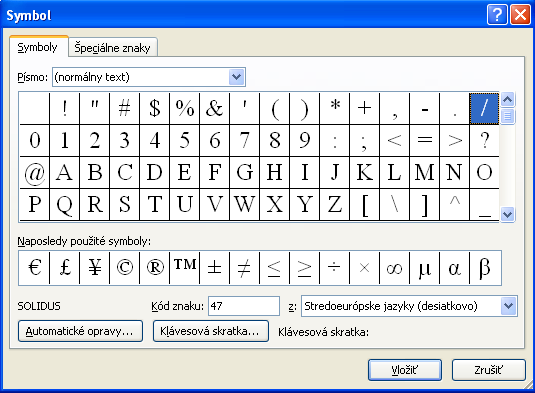 Symbol
Symboly Špeciálne znaky
Písmo: (normálny text)
! " # $ % & ' ( ) * + , - . /
0 1 2 3 4 5 6 7 8 9 : ; < = > ?
@ A B C D E F G H I J K L M N O
P Q R S T U V W X Y Z [ \ ] ^ _
Naposledy použité symboly:
€ £ ¥ © ® ™ ± ≠ ≤ ≥ ÷ × ∞ µ α β
SOLIDUS Kód znaku: 47 z: Stredoeurópske jazyky (desiatkovo)
Automatické opravy... Klávesová skratka... Klávesová skratka:
Vložiť Zrušiť